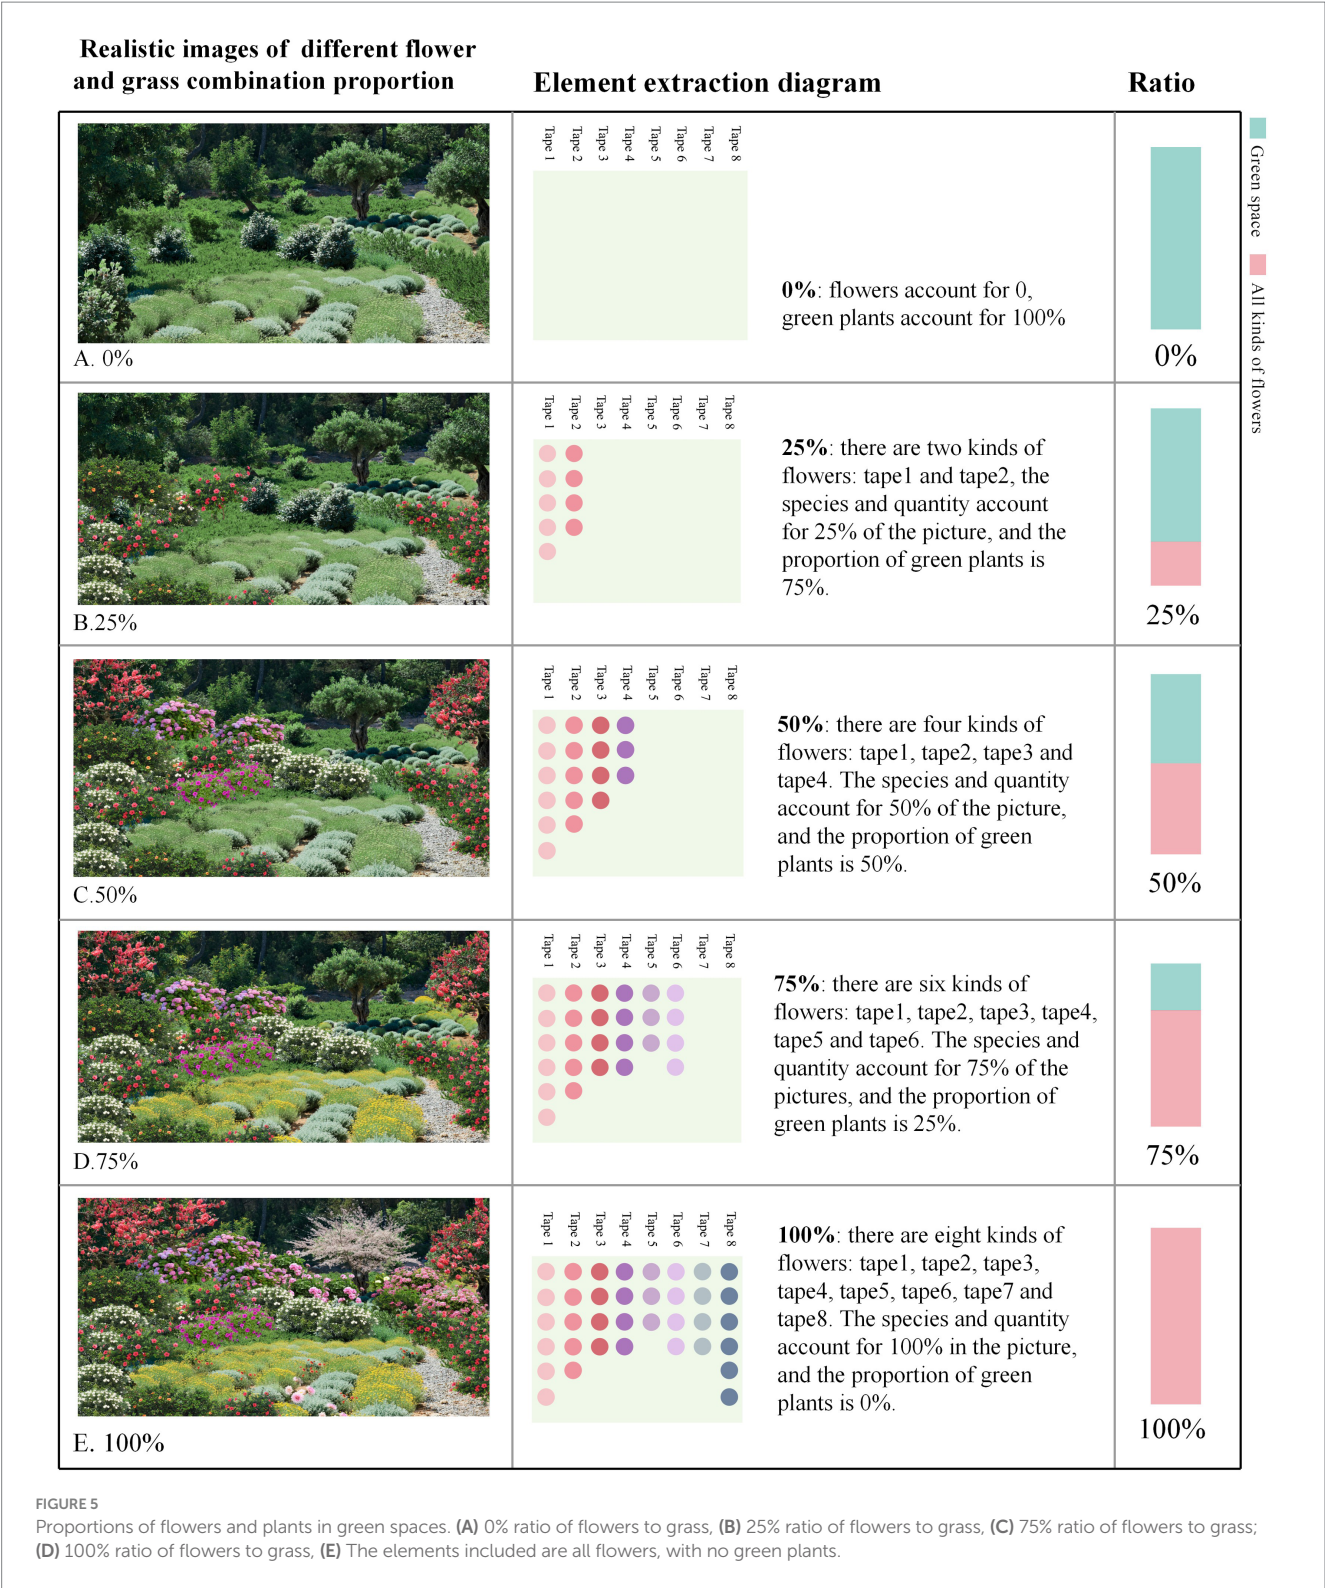 Realistic images of different flower
and grass combination proportion
Element extraction diagram
Ratio
Green space
All kinds of flowers
Tape 1
Tape 2
Tape 3
Tape 4
Tape 5
Tape 6
Tape 7
Tape 8
0%: flowers account for 0,
green plants account for 100%
A. 0%
0%
Tape 1
Tape 2
Tape 3
Tape 4
Tape 5
Tape 6
Tape 7
Tape 8
25%: there are two kinds of
flowers: tape1 and tape2, the
species and quantity account
for 25% of the picture, and the
proportion of green plants is
75%.
B.25%
25%
Tape 1
Tape 2
Tape 3
Tape 4
Tape 5
Tape 6
Tape 7
Tape 8
50%: there are four kinds of
flowers: tape1, tape2, tape3 and
tape4. The species and quantity
account for 50% of the picture,
and the proportion of green
plants is 50%.
C.50%
50%
Tape 1
Tape 2
Tape 3
Tape 4
Tape 5
Tape 6
Tape 7
Tape 8
75%: there are six kinds of
flowers: tape1, tape2, tape3, tape4,
tape5 and tape6. The species and
quantity account for 75% of the
pictures, and the proportion of
green plants is 25%.
D.75%
75%
Tape 1
Tape 2
Tape 3
Tape 4
Tape 5
Tape 6
Tape 7
Tape 8
100%: there are eight kinds of
flowers: tape1, tape2, tape3,
tape4, tape5, tape6, tape7 and
tape8. The species and quantity
account for 100% in the picture,
and the proportion of green
plants is 0%.
E. 100%
100%
FIGURE 5
Proportions of flowers and plants in green spaces. (A) 0% ratio of flowers to grass, (B) 25% ratio of flowers to grass, (C) 75% ratio of flowers to grass;
(D) 100% ratio of flowers to grass, (E) The elements included are all flowers, with no green plants.